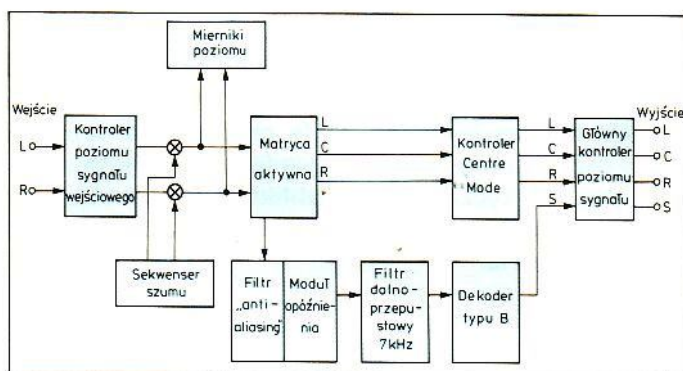 Mierniki
poziomu
Wejście
L
R
Kontroler
poziomu
sygnału
wejściowego
Sekwenser
szumu
Matryca
aktywna
L
C
R
Kontroler
Centre
Mode
L
C
R
S
Główny
kontroler
poziomu
sygnału
Wyjście
L
C
R
S
Filtr
„anti-
aliasing"
Moduł
opóźnie-
nia
Filtr
dolno-
przepu-
stowy
7kHz
Dekoder
typu B